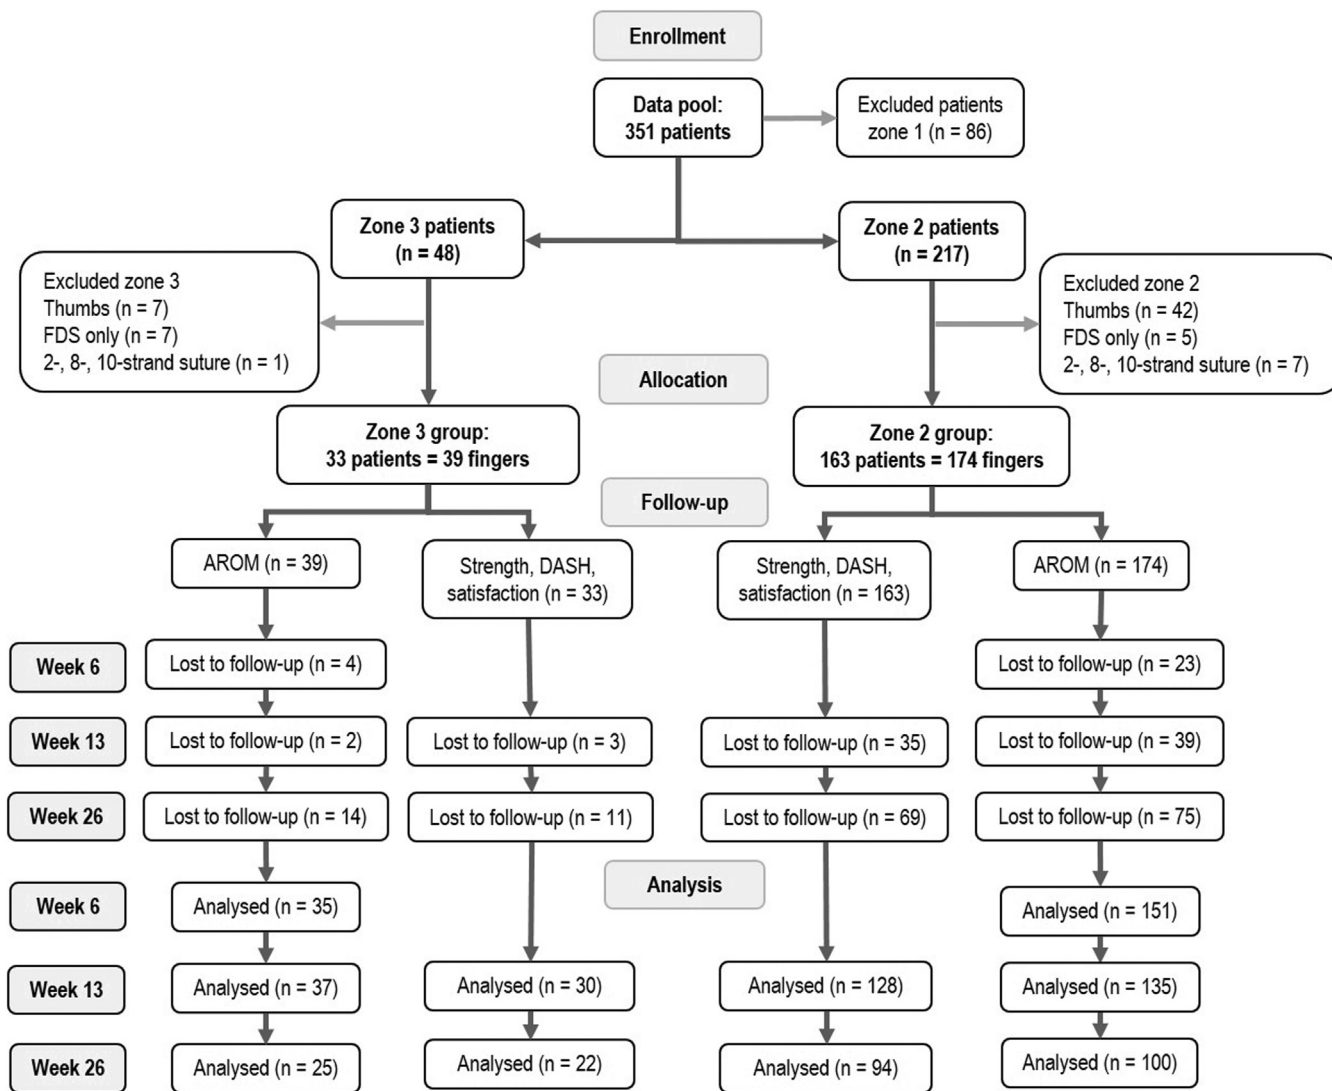 Enrollment
Data pool:
351 patients
Excluded patients
zone 1 (n = 86)
Zone 3 patients
(n = 48)
Zone 2 patients
(n = 217)
Excluded zone 3
Thumbs (n = 7)
FDS only (n = 7)
2-, 8-, 10-strand suture (n = 1)
Excluded zone 2
Thumbs (n = 42)
FDS only (n = 5)
2-, 8-, 10-strand suture (n = 7)
Allocation
Zone 3 group:
33 patients = 39 fingers
Zone 2 group:
163 patients = 174 fingers
Follow-up
AROM (n = 39)
Strength, DASH,
satisfaction (n = 33)
Strength, DASH,
satisfaction (n = 163)
AROM (n = 174)
Week 6
Lost to follow-up (n = 4)
Lost to follow-up (n = 23)
Week 13
Lost to follow-up (n = 2)
Lost to follow-up (n = 3)
Lost to follow-up (n = 35)
Lost to follow-up (n = 39)
Week 26
Lost to follow-up (n = 14)
Lost to follow-up (n = 11)
Lost to follow-up (n = 69)
Lost to follow-up (n = 75)
Analysis
Week 6
Analysed (n = 35)
Analysed (n = 151)
Week 13
Analysed (n = 37)
Analysed (n = 30)
Analysed (n = 128)
Analysed (n = 135)
Week 26
Analysed (n = 25)
Analysed (n = 22)
Analysed (n = 94)
Analysed (n = 100)